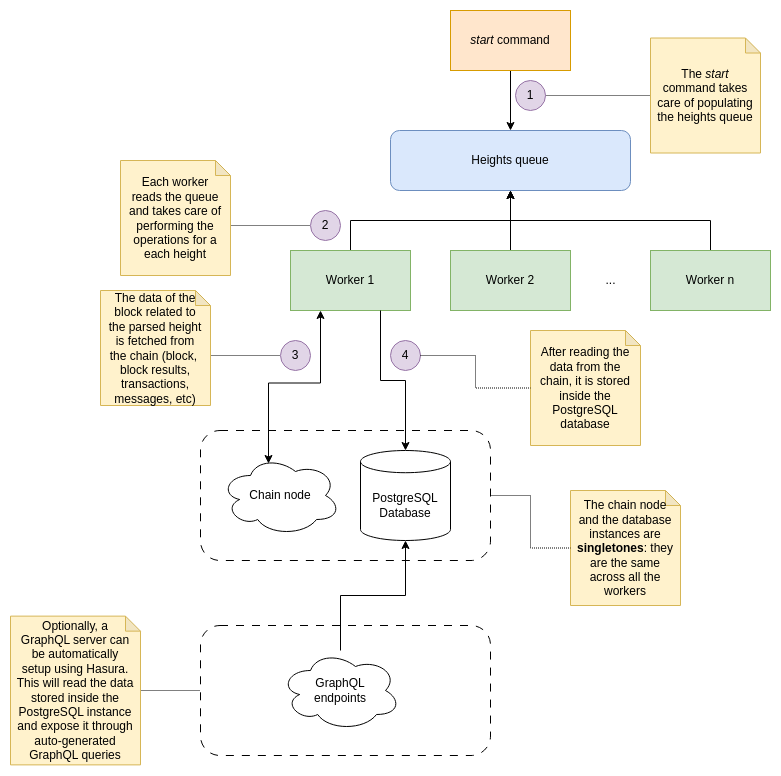 start command
1
The start
command takes
care of populating
the heights queue
Heights queue
Each worker
reads the queue
and takes care of
performing the
operations for a
each height
2
Worker 1
Worker 2
...
Worker n
The data of the
block related to
the parsed height
is fetched from
the chain (block,
block results,
transactions,
messages, etc)
3
4
After reading the
data from the
chain, it is stored
inside the
PostgreSQL
database
Chain node
PostgreSQL
Database
The chain node
and the database
instances are
singletones: they
are the same
across all the
workers
Optionally, a
GraphQL server can
be automatically
setup using Hasura.
This will read the data
stored inside the
PostgreSQL instance
and expose it through
auto-generated
GraphQL queries
GraphQL
endpoints